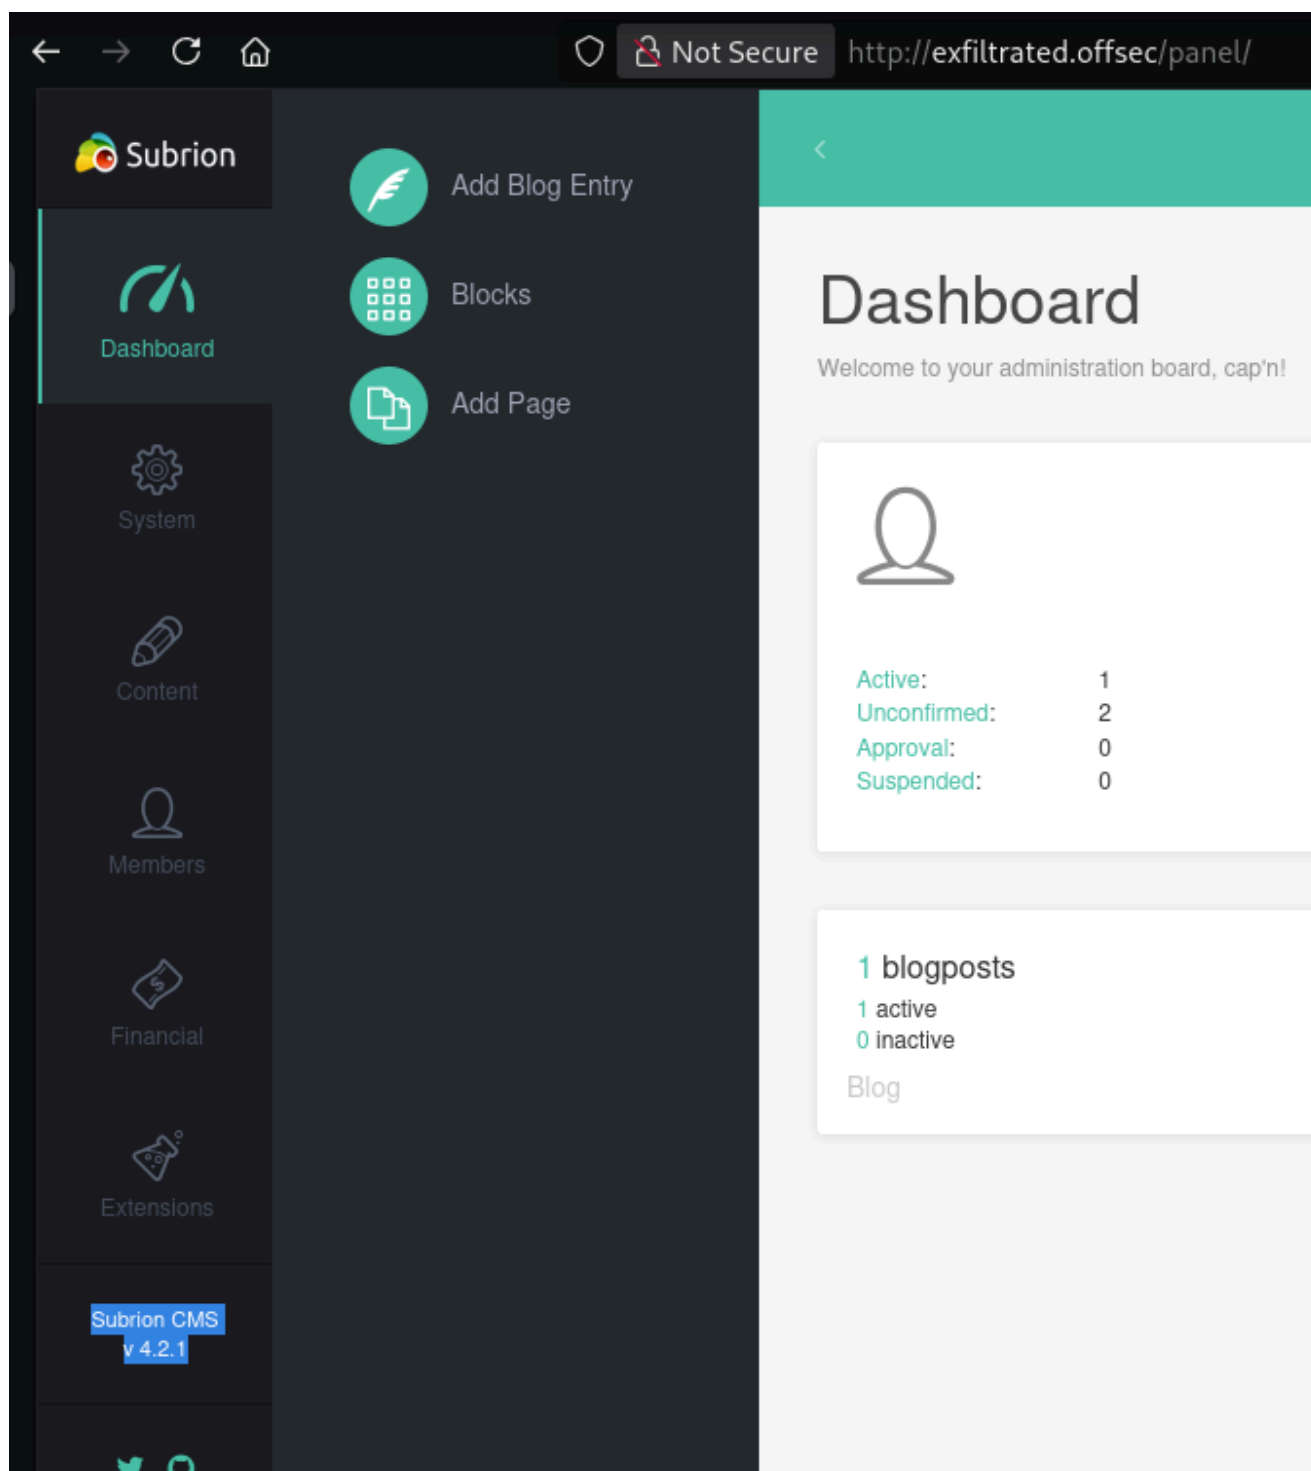 Not Secure http://exfiltrated.offsec/panel/
Subrion
Dashboard
System
Content
Members
Financial
Extensions
Subrion CMS
v 4.2.1
Add Blog Entry
Blocks
Add Page
Dashboard
Welcome to your administration board, cap'n!
Active: 1
Unconfirmed: 2
Approval: 0
Suspended: 0
1 blogposts
1 active
0 inactive
Blog